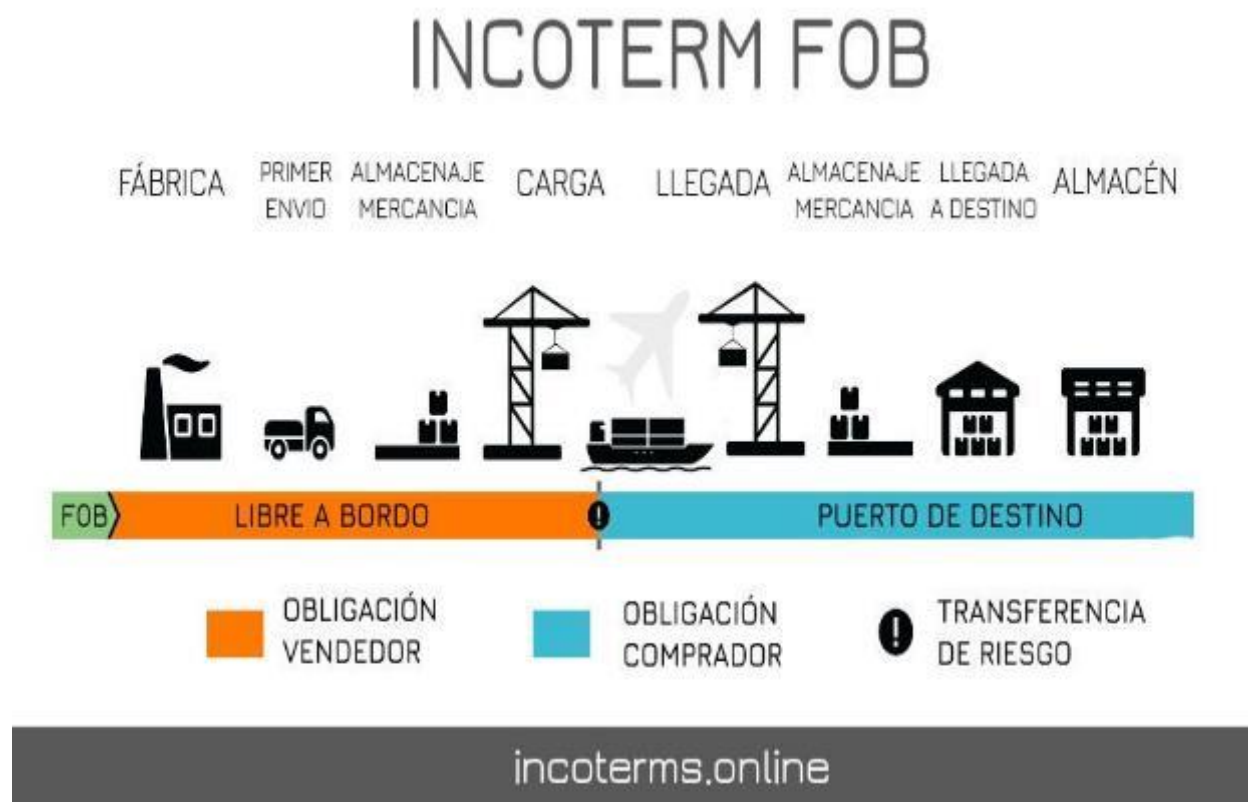 INCOTERM FOB
FÁBRICA
PRIMER
ENVIO
ALMACENAJE
MERCANCIA
CARGA
LLEGADA
ALMACENAJE
MERCANCIA
LLEGADA
A DESTINO
ALMACÉN
FOB
LIBRE A BORDO
PUERTO DE DESTINO
OBLIGACIÓN
VENDEDOR
OBLIGACIÓN
COMPRADOR
TRANSFERENCIA
DE RIESGO
incoterms.online